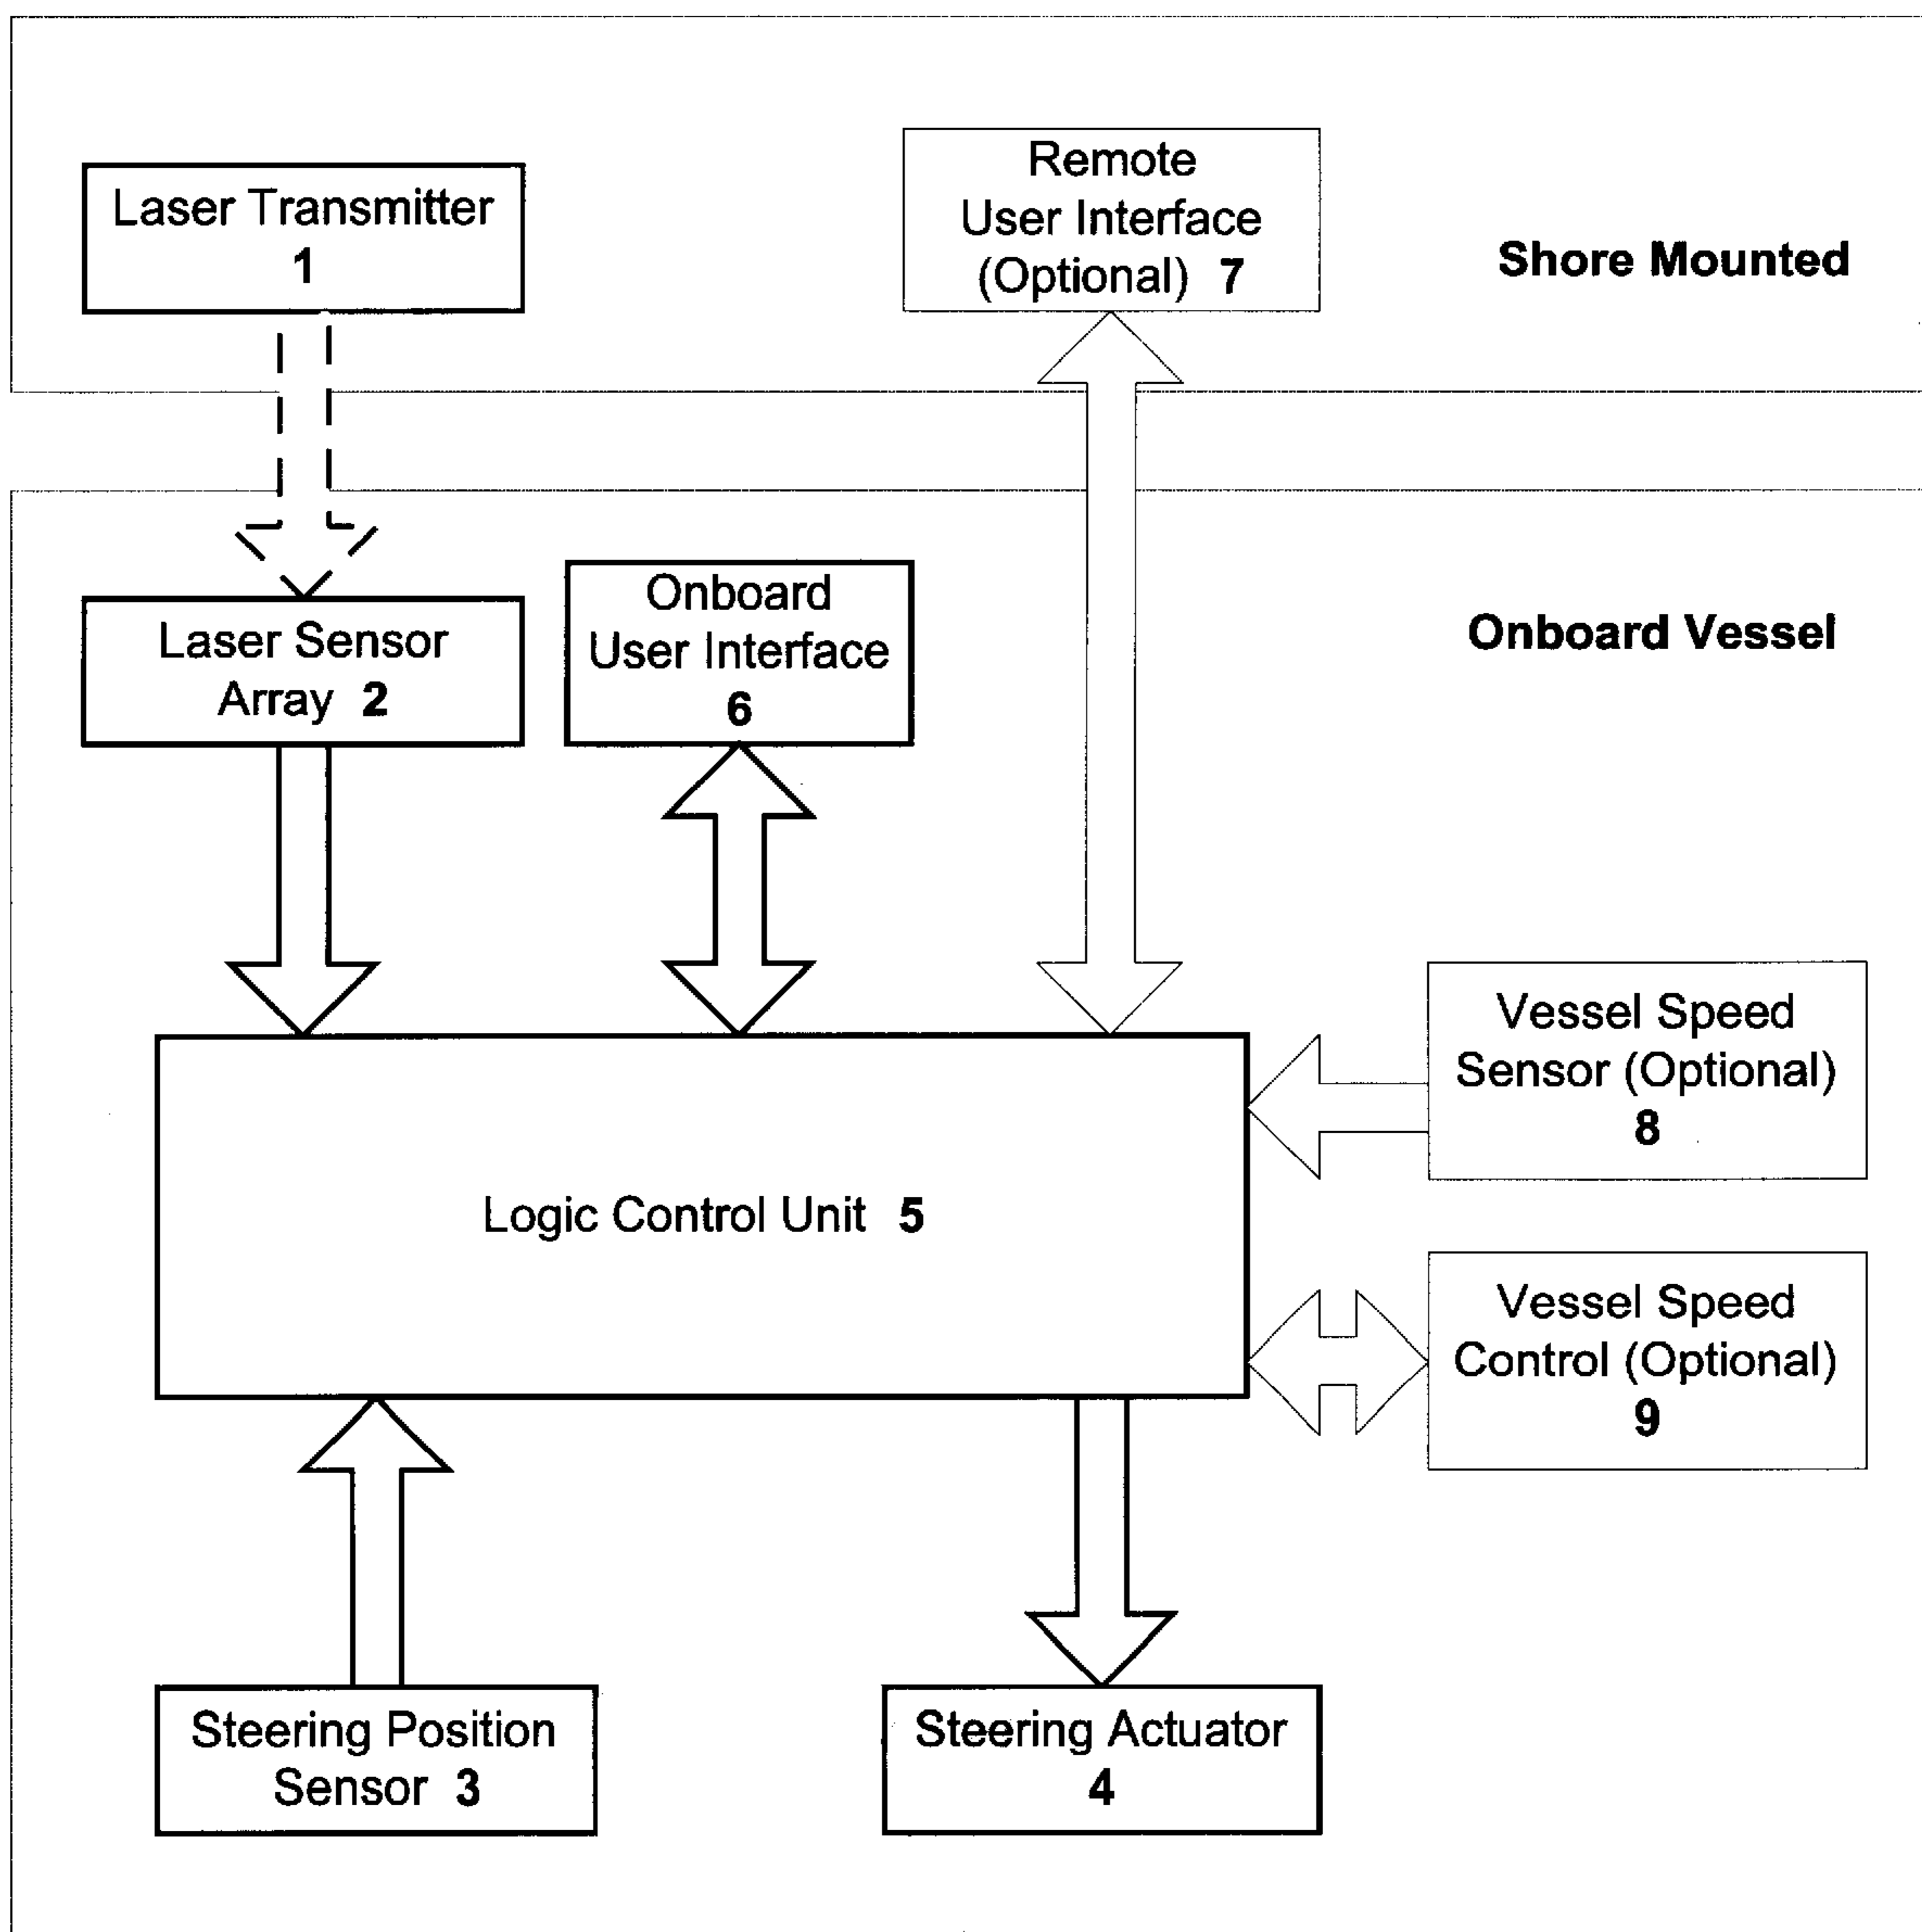 Laser Transmitter
1
Remote
User Interface
(Optional) 7
Shore Mounted
Laser Sensor
Array 2
Onboard
User Interface
6
Onboard Vessel
Vessel Speed
Sensor (Optional)
8
Logic Control Unit 5
Vessel Speed
Control (Optional)
9
Steering Position
Sensor 3
Steering Actuator
4